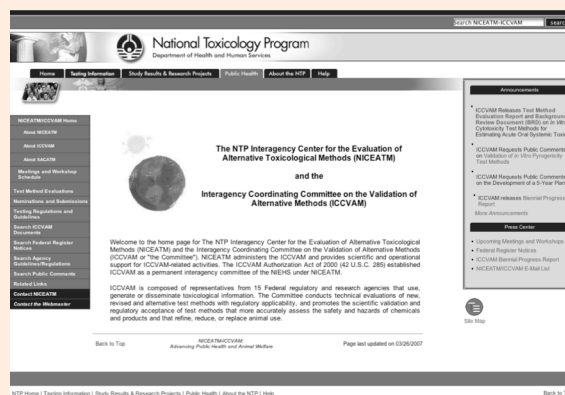 search NICEATM-ICCVAM
National Toxicology Program
Department of Health and Human Services
Home
Testing Information
Study Results & Research Projects
Public Health
About the NTP
Help
NICEATM/ICCVAM Home
About NICEATM
About ICCVAM
About SACATM
Meetings and Workshop
Schedule
Test Method Evaluations
Nominations and Submissions
Testing Regulations and
Guidelines
Search ICCVAM
Documents
Search Federal Register
Notices
Search Agency
Guidelines/Regulations
Search Public Comments
Related Links
Contact NICEATM
Contact the Webmaster
The NTP Interagency Center for the Evaluation of
Alternative Toxicological Methods (NICEATM)
and the
Interagency Coordinating Committee on the Validation of
Alternative Methods (ICCVAM)
Welcome to the home page for The NTP Interagency Center for the Evaluation of Alternative Toxicological
Methods (NICEATM) and the Interagency Coordinating Committee on the Validation of Alternative Methods
(ICCVAM or "the Committee"). NICEATM administers the ICCVAM and provides scientific and operational
support for ICCVAM-related activities. The ICCVAM Authorization Act of 2000 (42 U.S.C. 285) established
ICCVAM as a permanent interagency committee of the NIEHS under NICEATM.
ICCVAM is composed of representatives from 15 Federal regulatory and research agencies that use,
generate or disseminate toxicological information. The Committee conducts technical evaluations of new,
revised and alternative test methods with regulatory applicability, and promotes the scientific validation and
regulatory acceptance of test methods that more accurately assess the safety and hazards of chemicals
and products and that refine, reduce, or replace animal use.
Back to Top
NICEATM-ICCVAM:
Advancing Public Health and Animal Welfare
Page last updated on 03/26/2007
Announcements
ICCVAM Releases Test Method
Evaluation Report and Background
Review Document (BRD) on In Vitro
Cytotoxicity Test Methods for
Estimating Acute Oral Systemic Toxi
ICCVAM Requests Public Comments
on Validation of In Vitro Pyrogenicity
Test Methods
ICCVAM Requests Public Comments
on the Development of a 5-Year Plan
ICCVAM releases Biennial Progress
Report
More Announcements
Press Center
Upcoming Meetings and Workshops
Federal Register Notices
ICCVAM Biennial Progress Report
NICEATM/ICCVAM E-Mail List
Site Map
NTP Home | Testing Information | Study Results & Research Projects | Public Health | About the NTP | Help